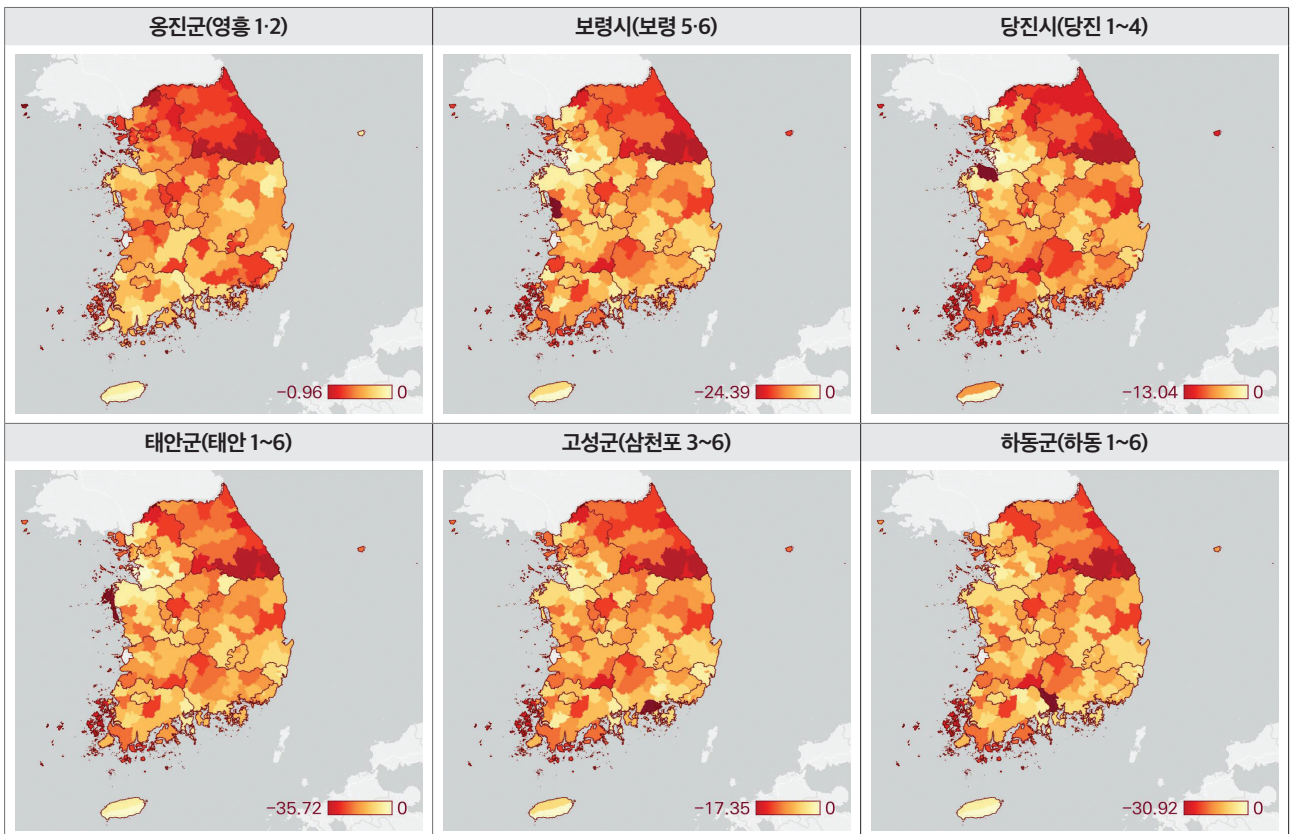 옹진군(영흥 1·2)
보령시(보령 5·6)
당진시(당진 1~4)
−0.96 0
−24.39 0
−13.04 0
태안군(태안 1~6)
고성군(삼천포 3~6)
하동군(하동 1~6)
−35.72 0
−17.35 0
−30.92 0